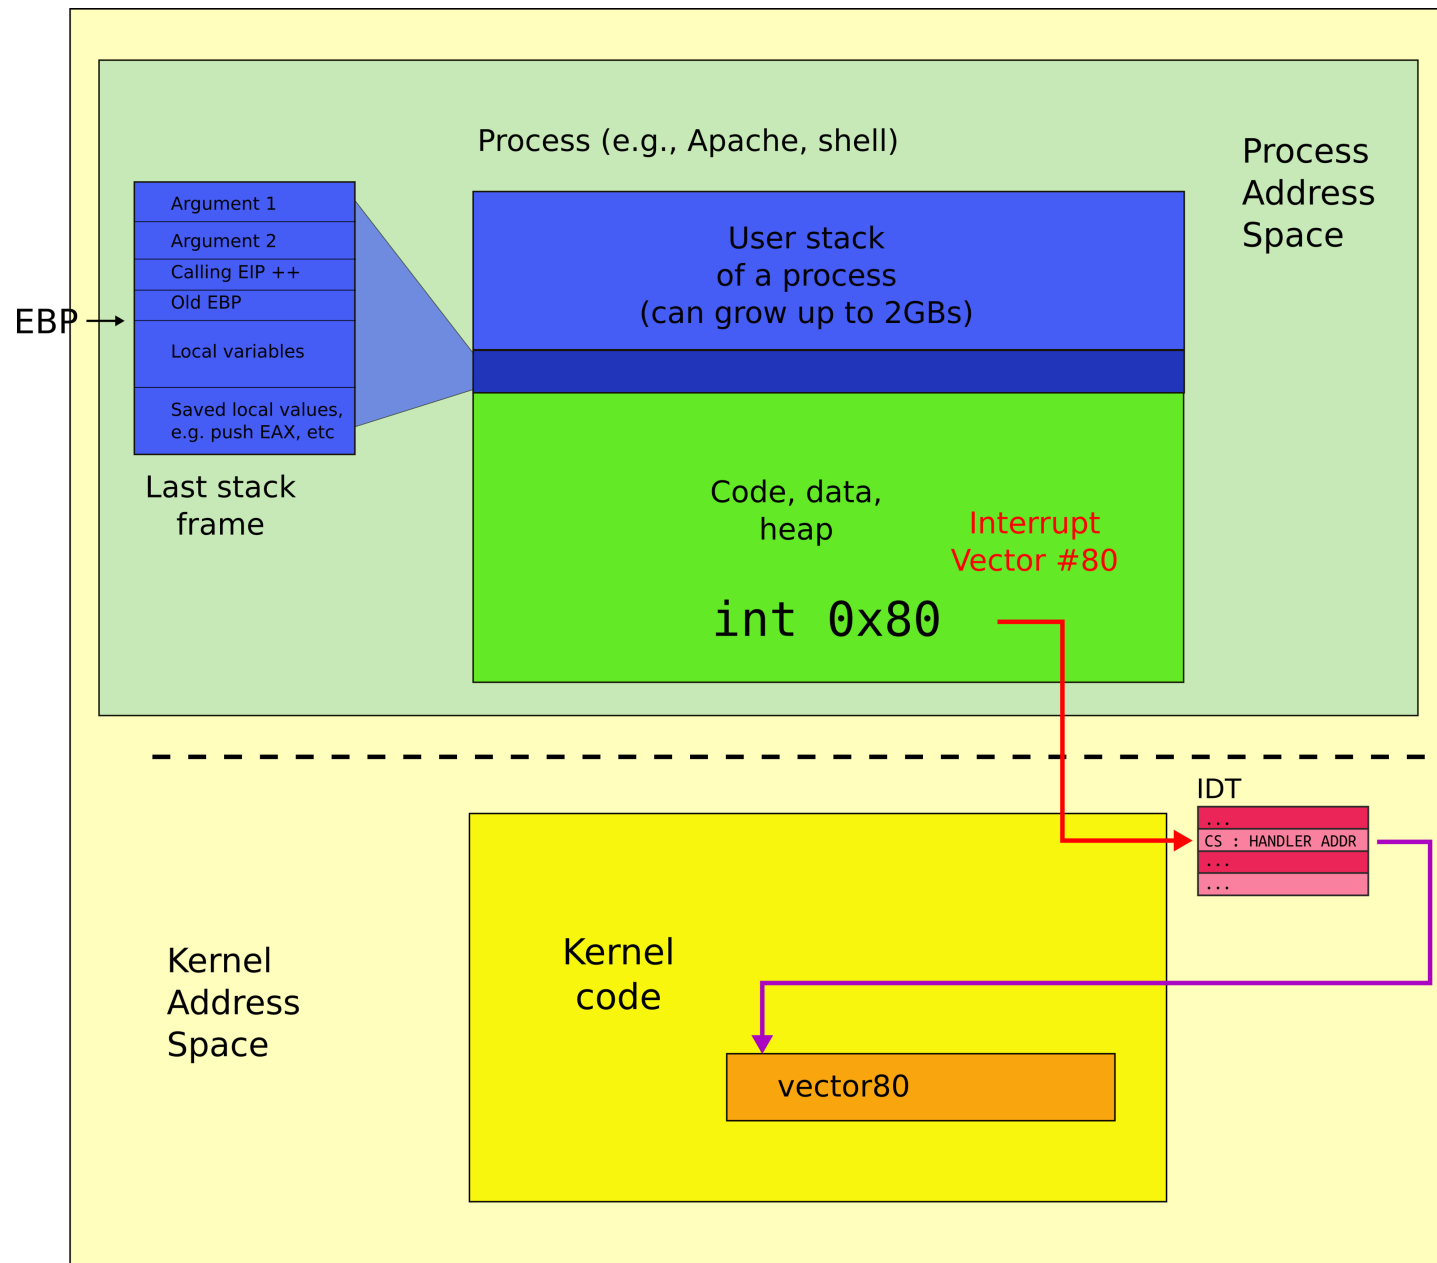 Process (e.g., Apache, shell)
Process
Address
Space
Argument 1
Argument 2
Calling EIP ++
Old EBP
EBP
Local variables
Saved local values,
e.g. push EAX, etc
Last stack
frame
User stack
of a process
(can grow up to 2GBs)
Code, data,
heap
Interrupt
Vector #80
int 0x80
IDT
...
CS : HANDLER ADDR
...
...
Kernel
Address
Space
Kernel
code
vector80